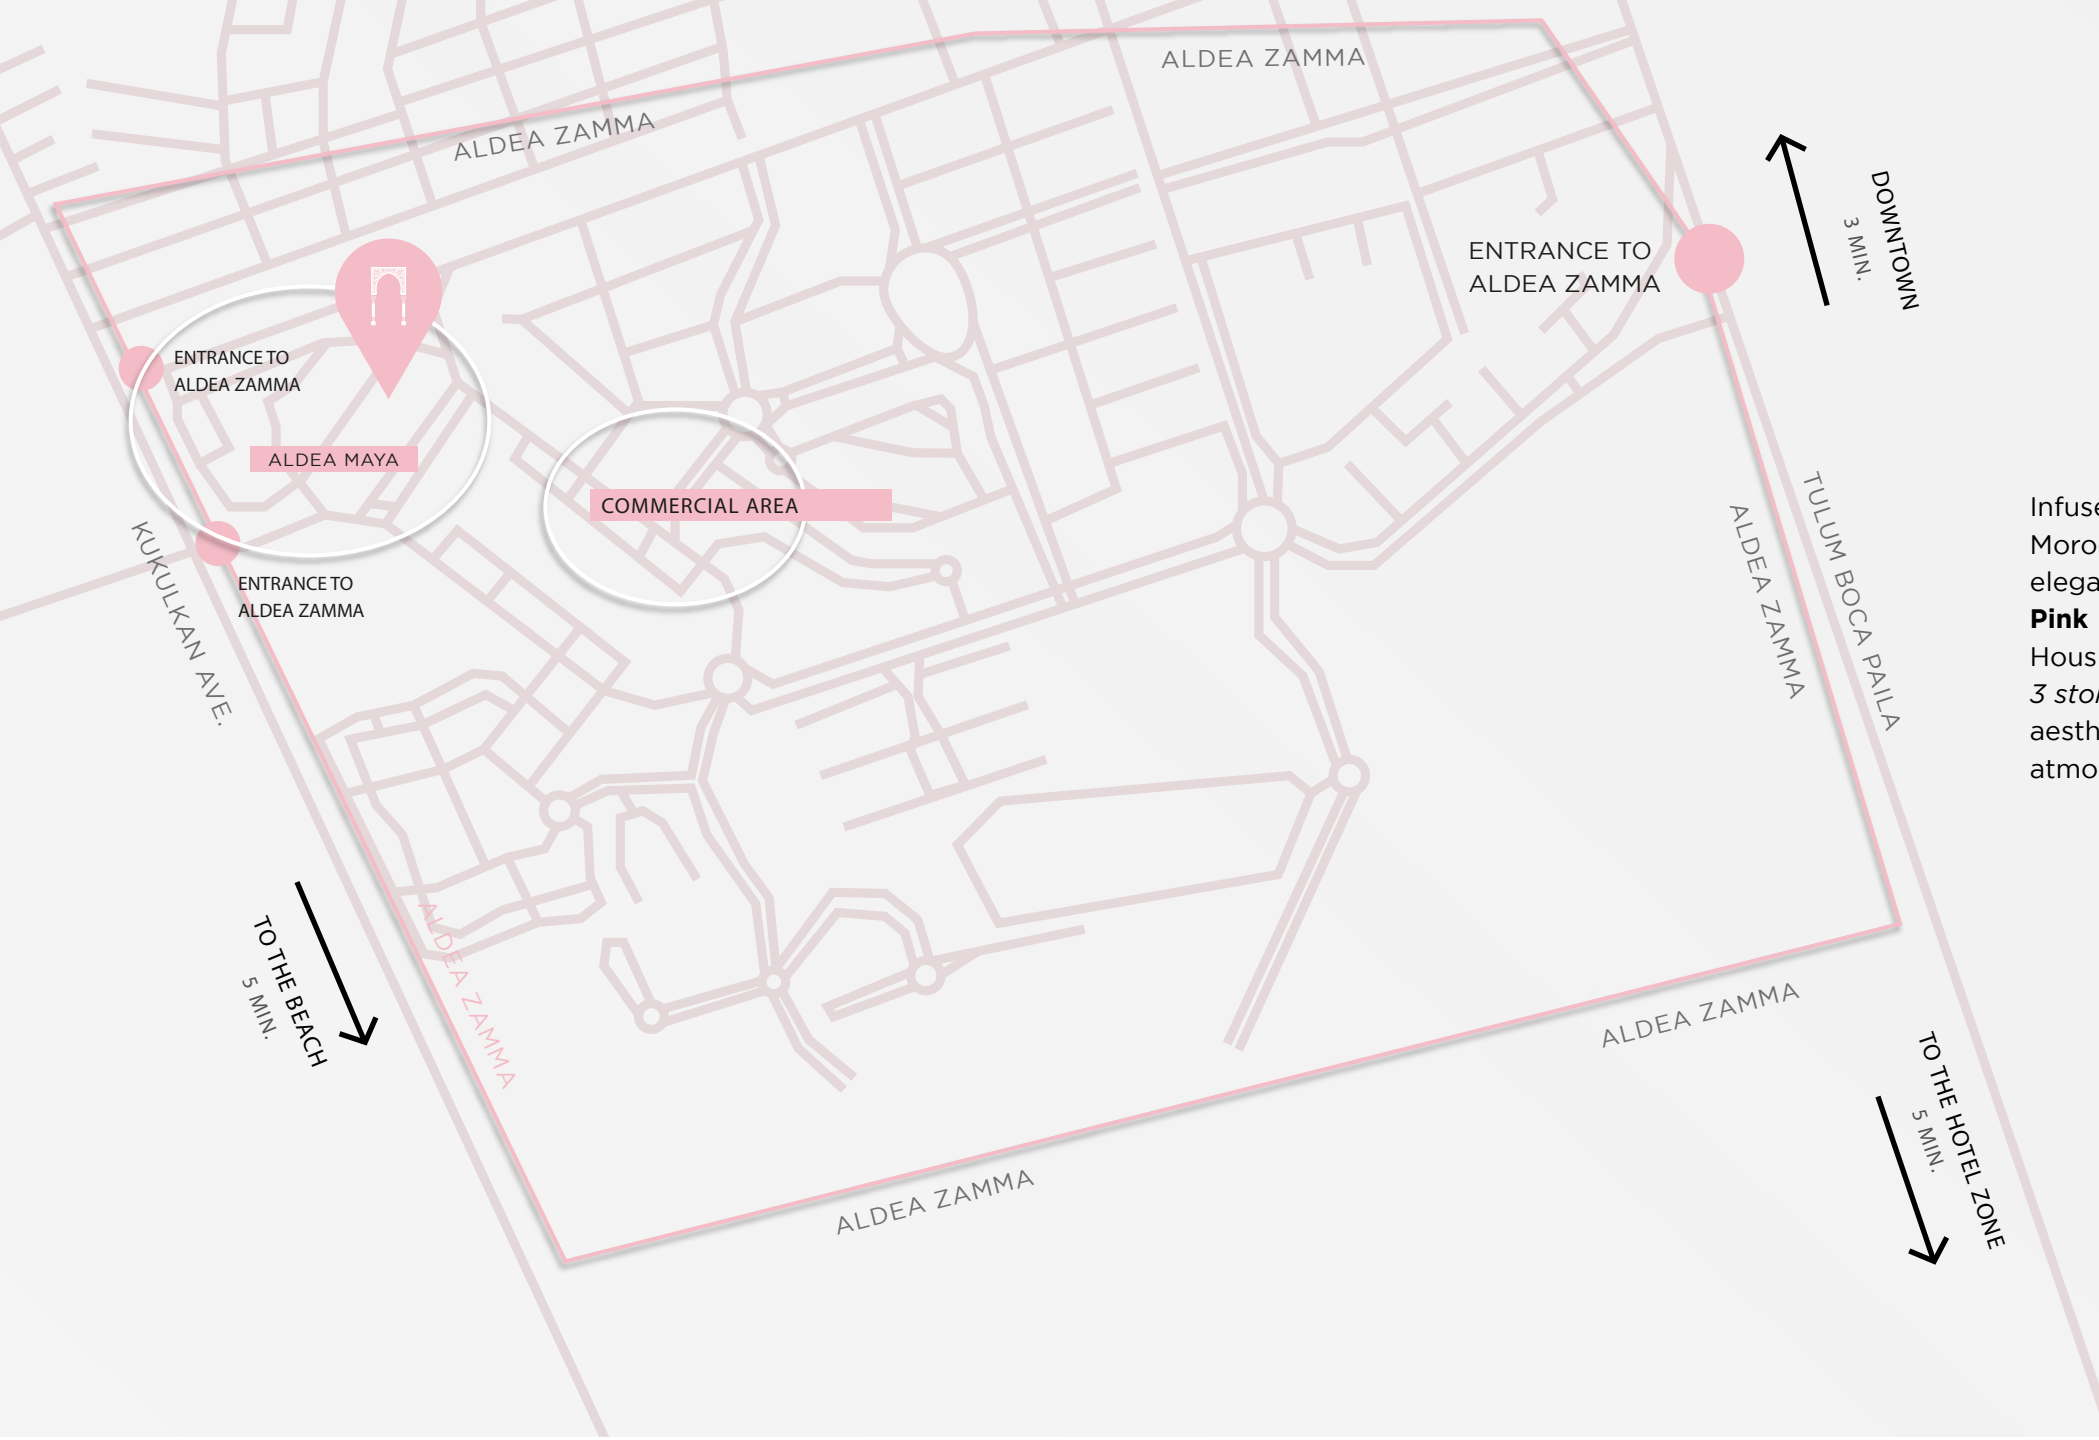 ALDEA ZAMMA
ALDEA ZAMMA
DOWNTOWN
3 MIN.
ENTRANCE TO
ALDEA ZAMMA
ENTRANCE TO
ALDEA ZAMMA
ALDEA MAYA
COMMERCIAL AREA
ENTRANCE TO
ALDEA ZAMMA
KUKULKAN AVE.
TULUM BOCA PAILA
ALDEA ZAMMA
Pink
TO THE BEACH
5 MIN.
ALDEA ZAMMA
ALDEA ZAMMA
ALDEA ZAMMA
TO THE HOTEL ZONE
5 MIN.